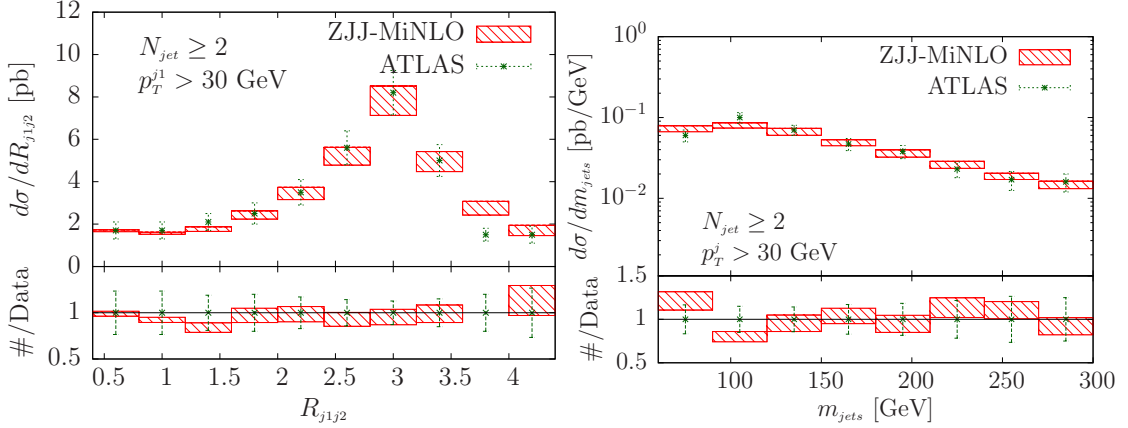 12
10
8
6
4
2
0
dσ/dR_{j1j2} [pb]
N_{jet} ≥ 2
p_T^{j1} > 30 GeV
ZJJ-MiNLO
ATLAS
1
0.5
#/Data
0.5 1 1.5 2 2.5 3 3.5 4
R_{j1j2}
10^0
10^{-1}
10^{-2}
dσ/dm_{jets} [pb/GeV]
ZJJ-MiNLO
ATLAS
N_{jet} ≥ 2
p_T^j > 30 GeV
1.5
1
0.5
#/Data
100 150 200 250 300
m_{jets} [GeV]